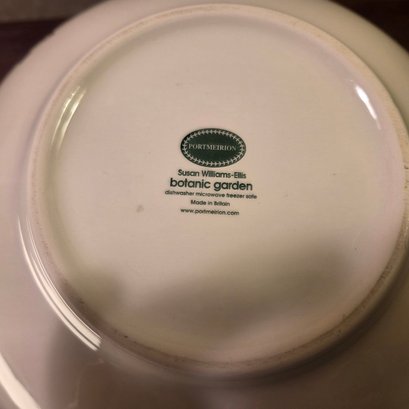 PORTMEIRION
Susan Williams-Ellis
botanic garden
dishwasher microwave freezer safe
Made in Britain
www.portmeirion.com